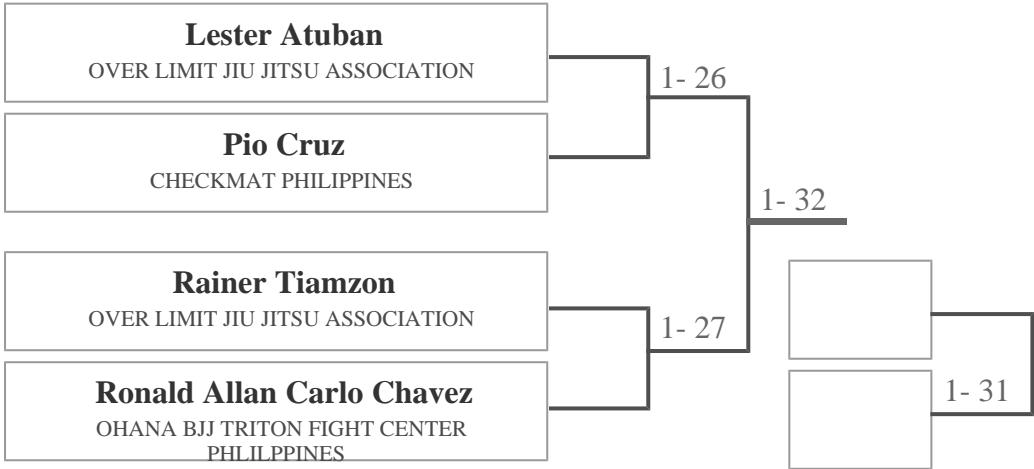 Lester Atuban
OVER LIMIT JIU JITSU ASSOCIATION
1- 26
Pio Cruz
CHECKMAT PHILIPPINES
1- 32
Rainer Tiamzon
OVER LIMIT JIU JITSU ASSOCIATION
1- 27
Ronald Allan Carlo Chavez
OHANA BJJ TRITON FIGHT CENTER
PHLILPPINES
1- 31